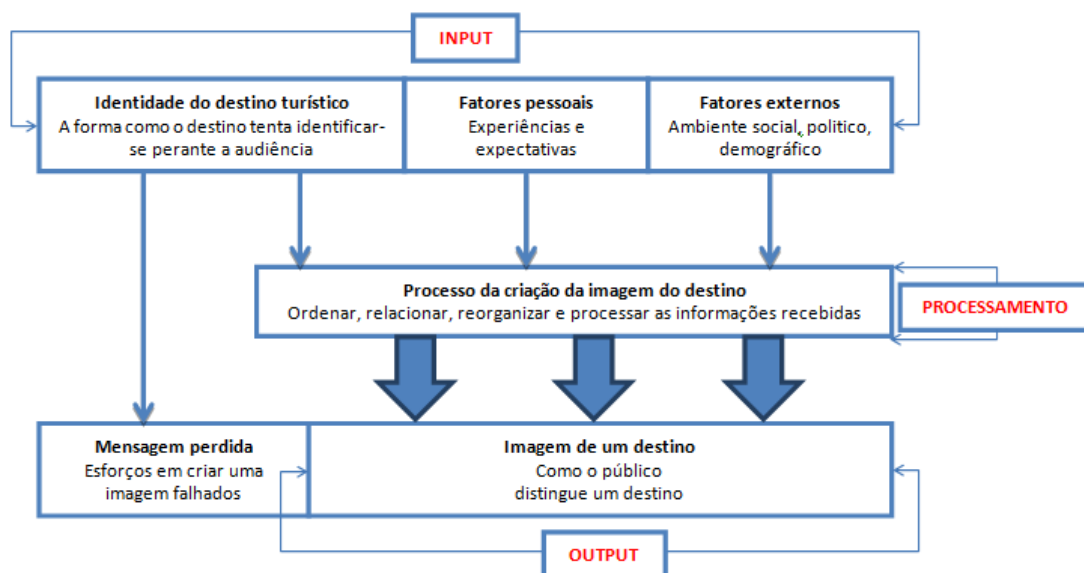 INPUT
Identidade do destino turístico
A forma como o destino tenta identificar-
se perante a audiência
Fatores pessoais
Experiências e
expectativas
Fatores externos
Ambiente social, politico,
demográfico
Processo da criação da imagem do destino
Ordenar, relacionar, reorganizar e processar as informações recebidas
PROCESSAMENTO
Mensagem perdida
Esforços em criar uma
imagem falhados
Imagem de um destino
Como o público
distingue um destino
OUTPUT